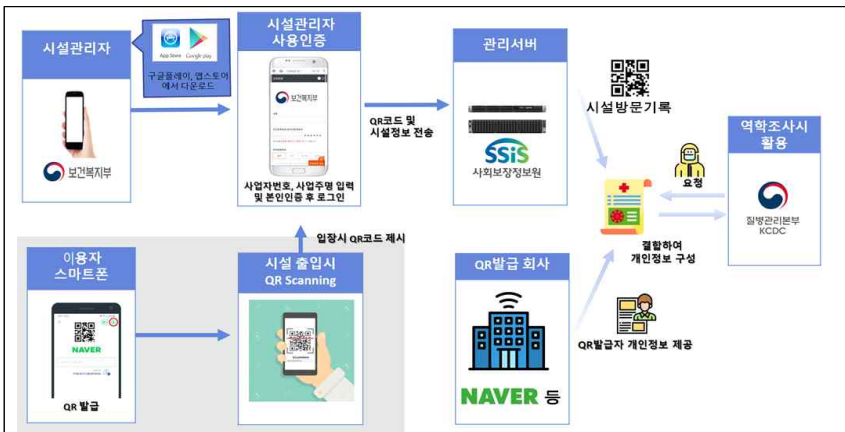 시설관리자
App Store
Google play
구글플레이, 앱스토어
에서 다운로드
보건복지부
시설관리자
사용인증
보건복지부
사업자번호, 사업주명 입력
및 본인인증 후 로그인
QR코드 및
시설정보 전송
관리서버
SSiS
사회보장정보원
시설방문기록
요청
역학조사시
활용
질병관리본부
KCDC
결합하여
개인정보 구성
이용자
스마트폰
NAVER
QR 발급
입장시 QR코드 제시
시설 출입시
QR Scanning
QR발급 회사
NAVER 등
QR발급자 개인정보 제공